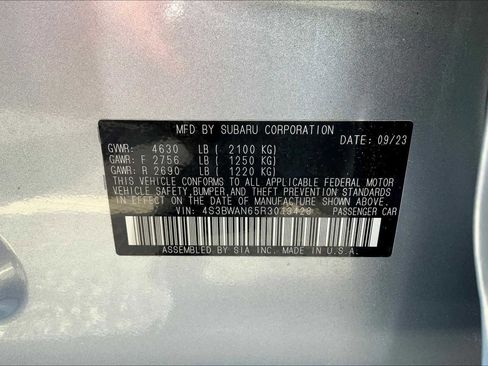 MFD BY SUBARU CORPORATION
DATE: 09/23
GVWR: 4630 LB ( 2100 KG)
GAWR: F 2756 LB ( 1250 KG)
GAWR: R 2690 LB ( 1220 KG)
THIS VEHICLE CONFORMS TO ALL APPLICABLE FEDERAL MOTOR
VEHICLE SAFETY,BUMPER,AND THEFT PREVENTION STANDARDS
IN EFFECT ON THE DATE OF MANUFACTURE SHOWN ABOVE.
VIN: PASSENGER CAR
ASSEMBLED BY SIA INC. MADE IN U.S.A.